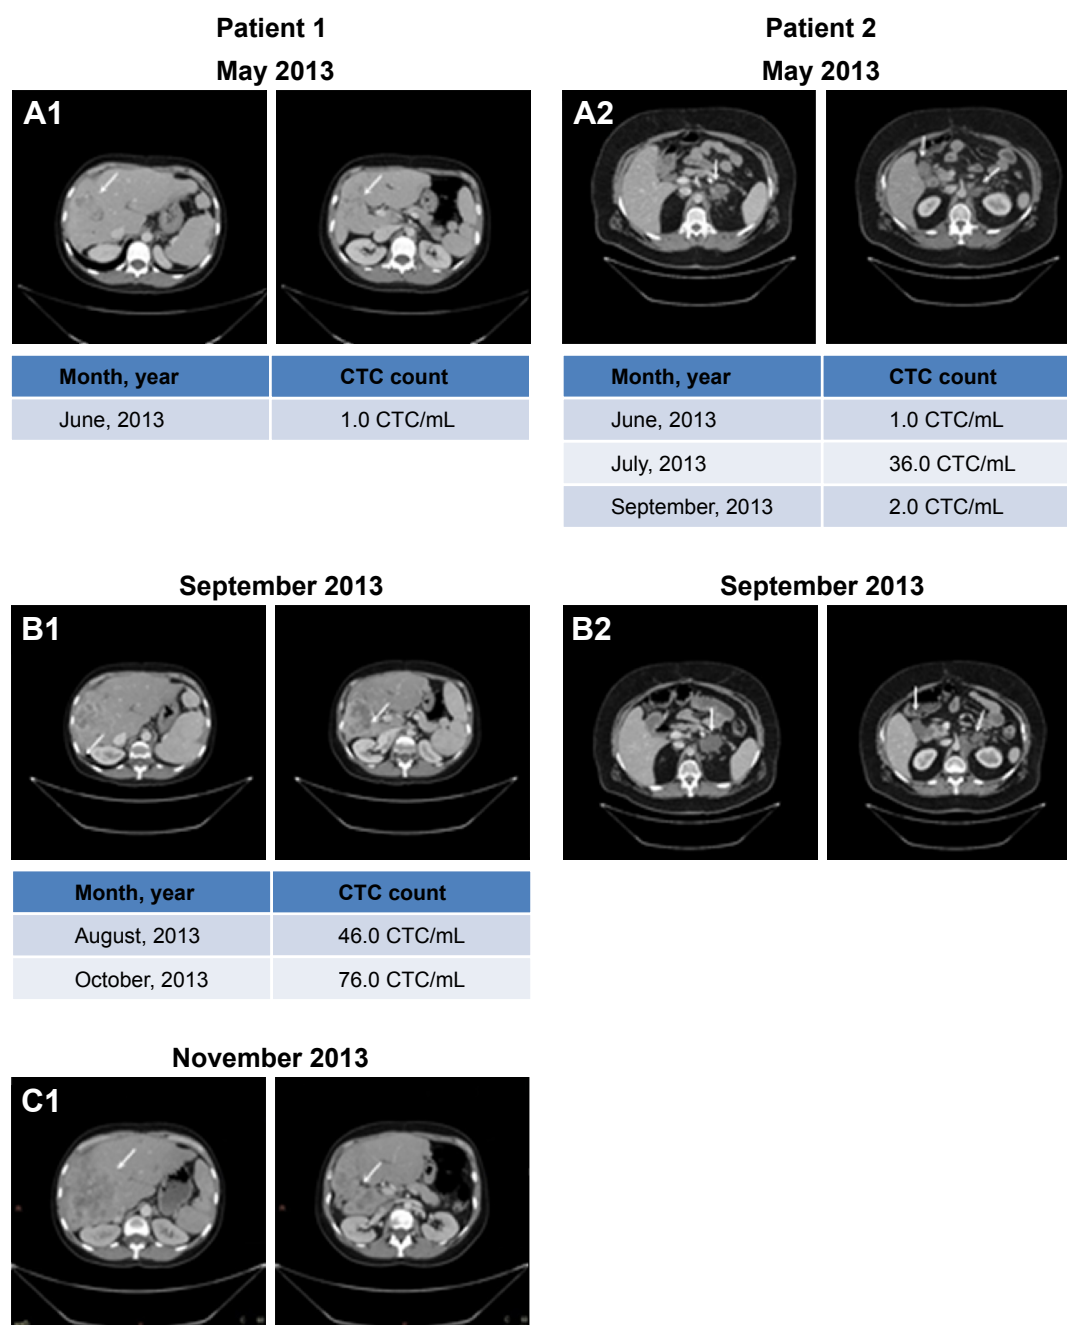 Patient 1
May 2013
A1
Month, year CTC count
June, 2013 1.0 CTC/mL
September 2013
B1
Month, year CTC count
August, 2013 46.0 CTC/mL
October, 2013 76.0 CTC/mL
November 2013
C1
Patient 2
May 2013
A2
Month, year CTC count
June, 2013 1.0 CTC/mL
July, 2013 36.0 CTC/mL
September, 2013 2.0 CTC/mL
September 2013
B2